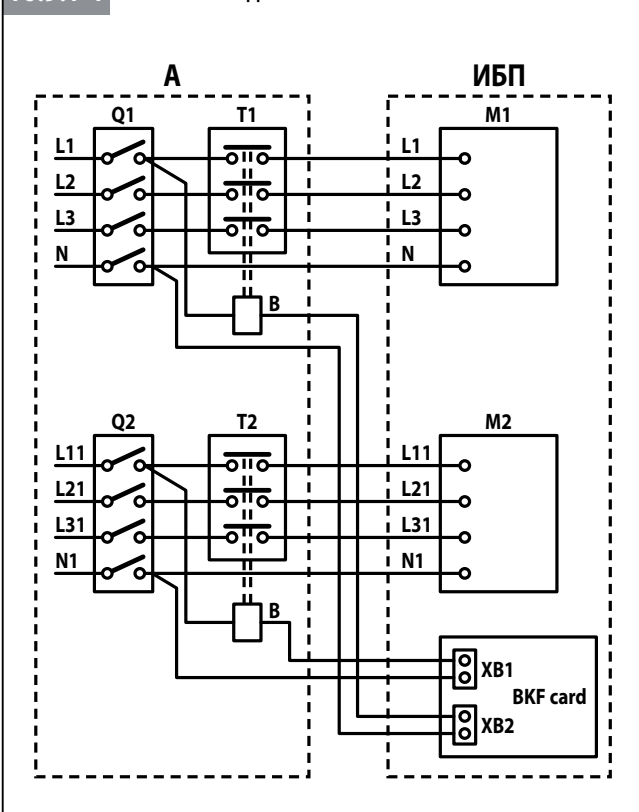 A ИБП
Q1 T1 M1
L1 L1
L2 L2
L3 L3
N N
B
Q2 T2 M2
L11 L11
L21 L21
L31 L31
N1 N1
B
XB1
BKF card
XB2